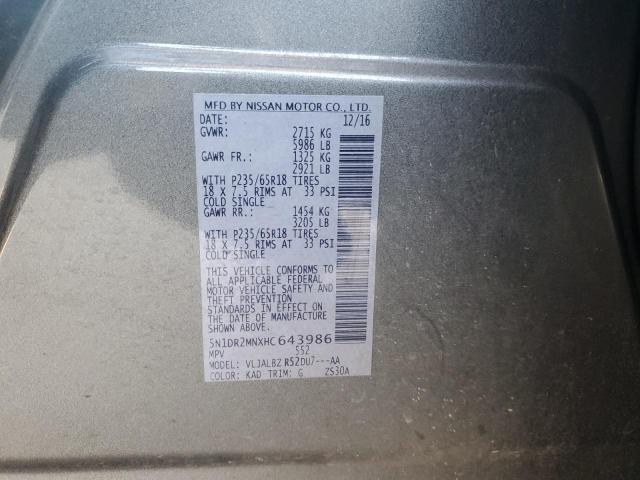 MFD BY NISSAN MOTOR CO., LTD.
DATE: 12/16
GVWR: 2715 KG
5986 LB
GAWR FR.: 1325 KG
2921 LB
WITH P235/65R18 TIRES
18 X 7.5 RIMS AT 33 PSI
COLD SINGLE
GAWR RR.: 1454 KG
3205 LB
WITH P235/65R18 TIRES
18 X 7.5 RIMS AT 33 PSI
COLD SINGLE
THIS VEHICLE CONFORMS TO
ALL APPLICABLE FEDERAL
MOTOR VEHICLE SAFETY AND
THEFT PREVENTION
STANDARDS IN EFFECT ON
THE DATE OF MANUFACTURE
SHOWN ABOVE.
5N1DR2MNXHC643986
MPV 552
MODEL: VLJALBZ R52DU7---AA
COLOR: KAD TRIM: G ZS30A